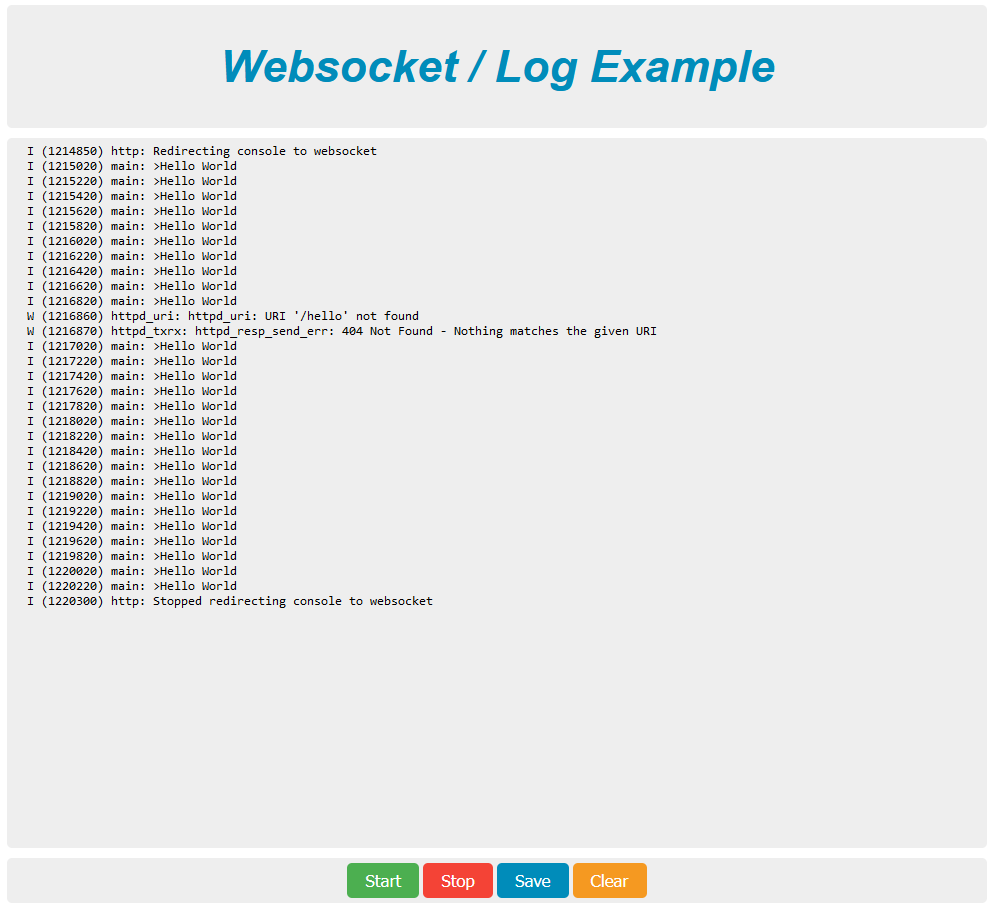 Websocket / Log Example
I (1214850) http: Redirecting console to websocket
I (1215020) main: >Hello World
I (1215220) main: >Hello World
I (1215420) main: >Hello World
I (1215620) main: >Hello World
I (1215820) main: >Hello World
I (1216020) main: >Hello World
I (1216220) main: >Hello World
I (1216420) main: >Hello World
I (1216620) main: >Hello World
I (1216820) main: >Hello World
W (1216860) httpd_uri: httpd_uri: URI '/hello' not found
W (1216870) httpd_txrx: httpd_resp_send_err: 404 Not Found - Nothing matches the given URI
I (1217020) main: >Hello World
I (1217220) main: >Hello World
I (1217420) main: >Hello World
I (1217620) main: >Hello World
I (1217820) main: >Hello World
I (1218020) main: >Hello World
I (1218220) main: >Hello World
I (1218420) main: >Hello World
I (1218620) main: >Hello World
I (1218820) main: >Hello World
I (1219020) main: >Hello World
I (1219220) main: >Hello World
I (1219420) main: >Hello World
I (1219620) main: >Hello World
I (1219820) main: >Hello World
I (1220020) main: >Hello World
I (1220220) main: >Hello World
I (1220300) http: Stopped redirecting console to websocket
Start Stop Save Clear